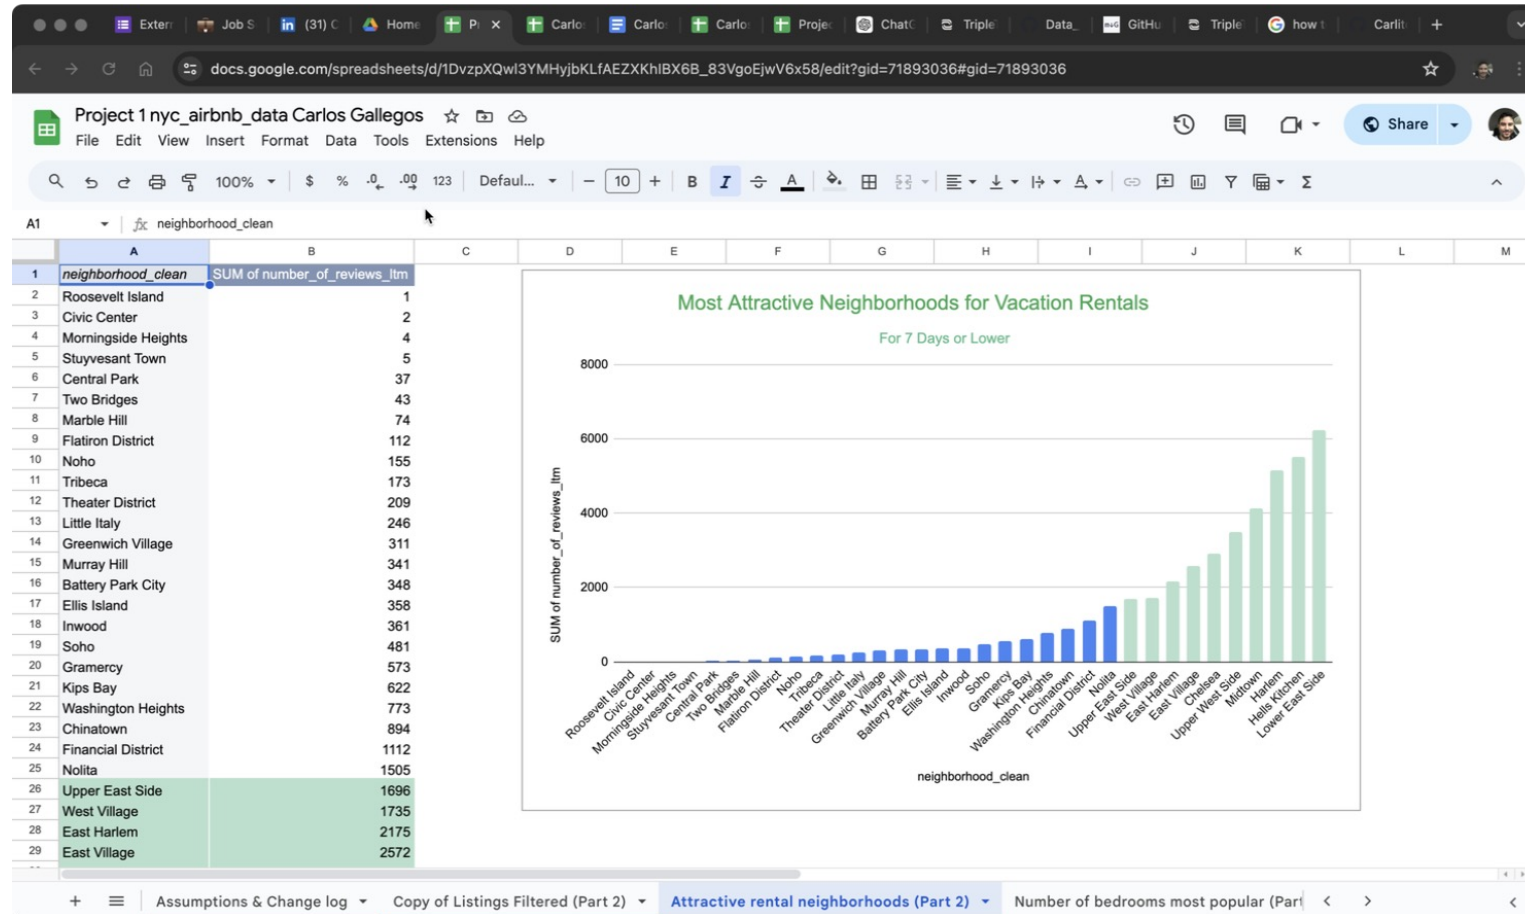 Exterr
Job S
in (31) C
Home
P
Carlo
Carlo
Carlo
Projec
ChatG
Triple
Data_
GitHu
Triple
how t
Carlit
docs.google.com/spreadsheets/d/1DvzpXQwl3YMHyjbKLfAEZXKhIBX6B_83VgoEjwV6x58/edit?gid=71893036#gid=71893036
Project 1 nyc_airbnb_data Carlos Gallegos
File Edit View Insert Format Data Tools Extensions Help
Share
100% $ % .0 .00 123 Defaul... − 10 + B I A
A1 fx neighborhood_clean
A B C D E F G H I J K L M
1 neighborhood_clean SUM of number_of_reviews_ltm
2 Roosevelt Island 1
3 Civic Center 2
4 Morningside Heights 4
5 Stuyvesant Town 5
6 Central Park 37
7 Two Bridges 43
8 Marble Hill 74
9 Flatiron District 112
10 Noho 155
11 Tribeca 173
12 Theater District 209
13 Little Italy 246
14 Greenwich Village 311
15 Murray Hill 341
16 Battery Park City 348
17 Ellis Island 358
18 Inwood 361
19 Soho 481
20 Gramercy 573
21 Kips Bay 622
22 Washington Heights 773
23 Chinatown 894
24 Financial District 1112
25 Nolita 1505
26 Upper East Side 1696
27 West Village 1735
28 East Harlem 2175
29 East Village 2572
Most Attractive Neighborhoods for Vacation Rentals
For 7 Days or Lower
SUM of number_of_reviews_ltm
8000
6000
4000
2000
0
Roosevelt Island
Civic Center
Morningside Heights
Stuyvesant Town
Central Park
Two Bridges
Marble Hill
Flatiron District
Noho
Tribeca
Theater District
Little Italy
Greenwich Village
Murray Hill
Battery Park City
Ellis Island
Inwood
Soho
Gramercy
Kips Bay
Washington Heights
Chinatown
Financial District
Nolita
Upper East Side
West Village
East Harlem
East Village
Chelsea
Upper West Side
Midtown
Harlem
Hells Kitchen
Lower East Side
neighborhood_clean
Assumptions & Change log
Copy of Listings Filtered (Part 2)
Attractive rental neighborhoods (Part 2)
Number of bedrooms most popular (Part